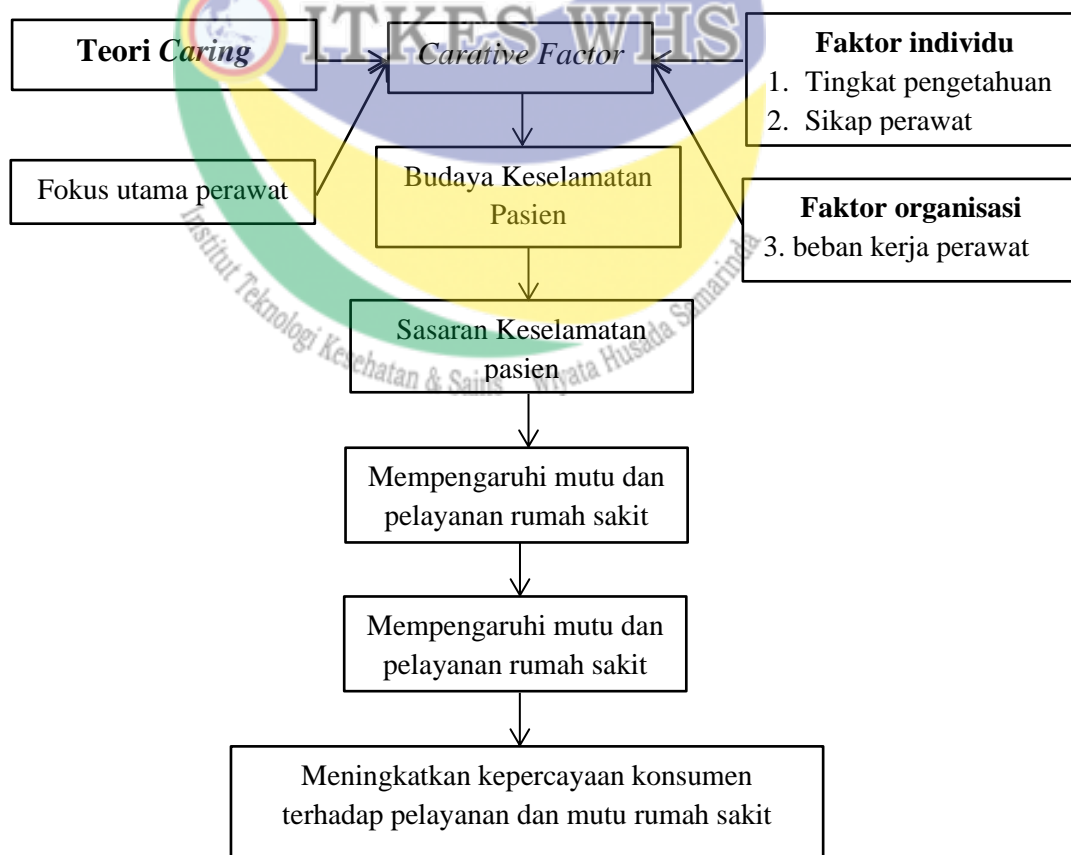 ITKES WHS
Teori Caring
Carative Factor
Faktor individu
1. Tingkat pengetahuan
2. Sikap perawat
Fokus utama perawat
Budaya Keselamatan
Pasien
Faktor organisasi
3. beban kerja perawat
Institut Teknologi Kesehatan & Sains Wiyata Husada Samarinda
Sasaran Keselamatan
pasien
Mempengaruhi mutu dan
pelayanan rumah sakit
Mempengaruhi mutu dan
pelayanan rumah sakit
Meningkatkan kepercayaan konsumen
terhadap pelayanan dan mutu rumah sakit